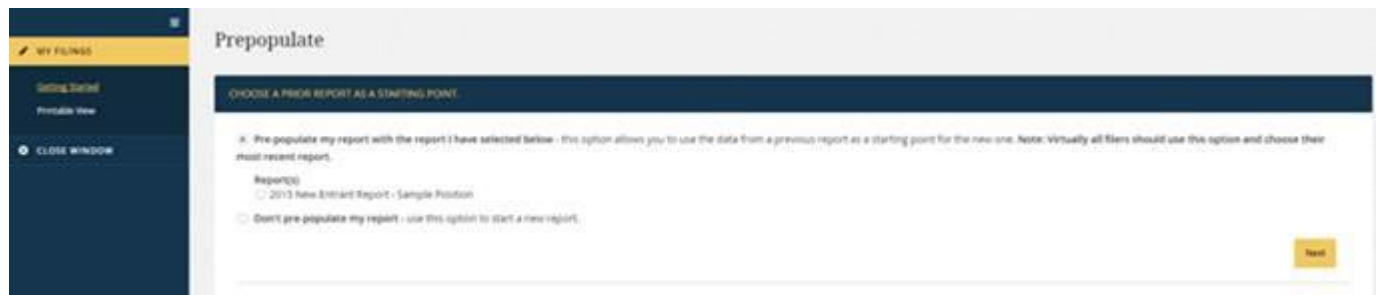 MY FILINGS
Getting Started
Printable View
CLOSE WINDOW
Prepopulate
CHOOSE A PRIOR REPORT AS A STARTING POINT.
Pre-populate my report with the report I have selected below - this option allows you to use the data from a previous report as a starting point for the new one. Note: Virtually all filers should use this option and choose their
most recent report.
Report(s)
2015 New Entrant Report - Sample Position
Don't pre-populate my report - use this option to start a new report.
Next